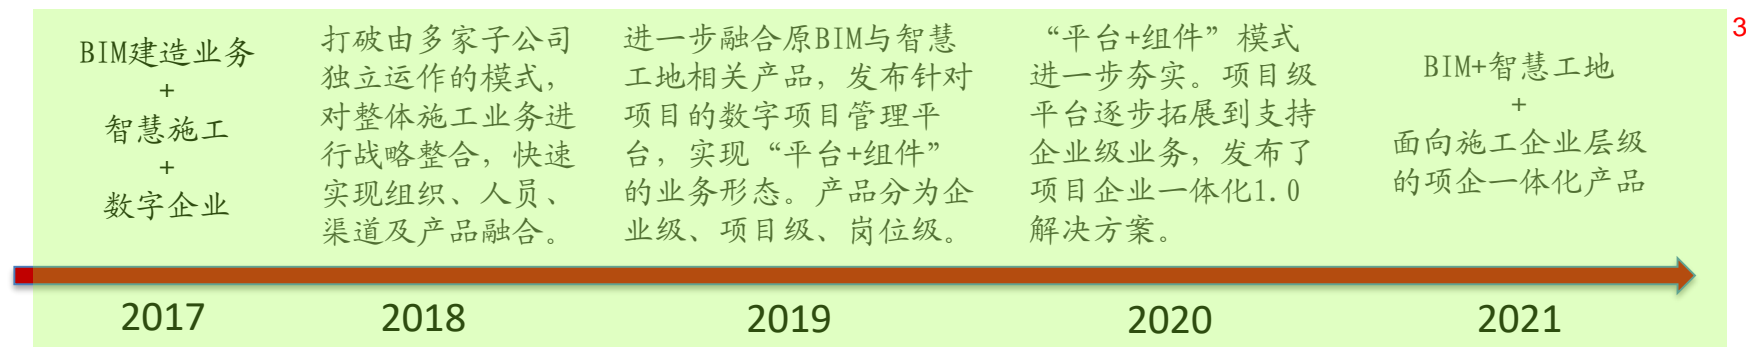 BIM建造业务
+
智慧施工
+
数字企业
打破由多家子公司
独立运作的模式，
对整体施工业务进
行战略整合，快速
实现组织、人员、
渠道及产品融合。
进一步融合原BIM与智慧
工地相关产品，发布针对
项目的数字项目管理平
台，实现“平台+组件”
的业务形态。产品分为企
业级、项目级、岗位级。
“平台+组件”模式
进一步夯实。项目级
平台逐步拓展到支持
企业级业务，发布了
项目企业一体化1.0
解决方案。
BIM+智慧工地
+
面向施工企业层级
的项企一体化产品
3
2017
2018
2019
2020
2021